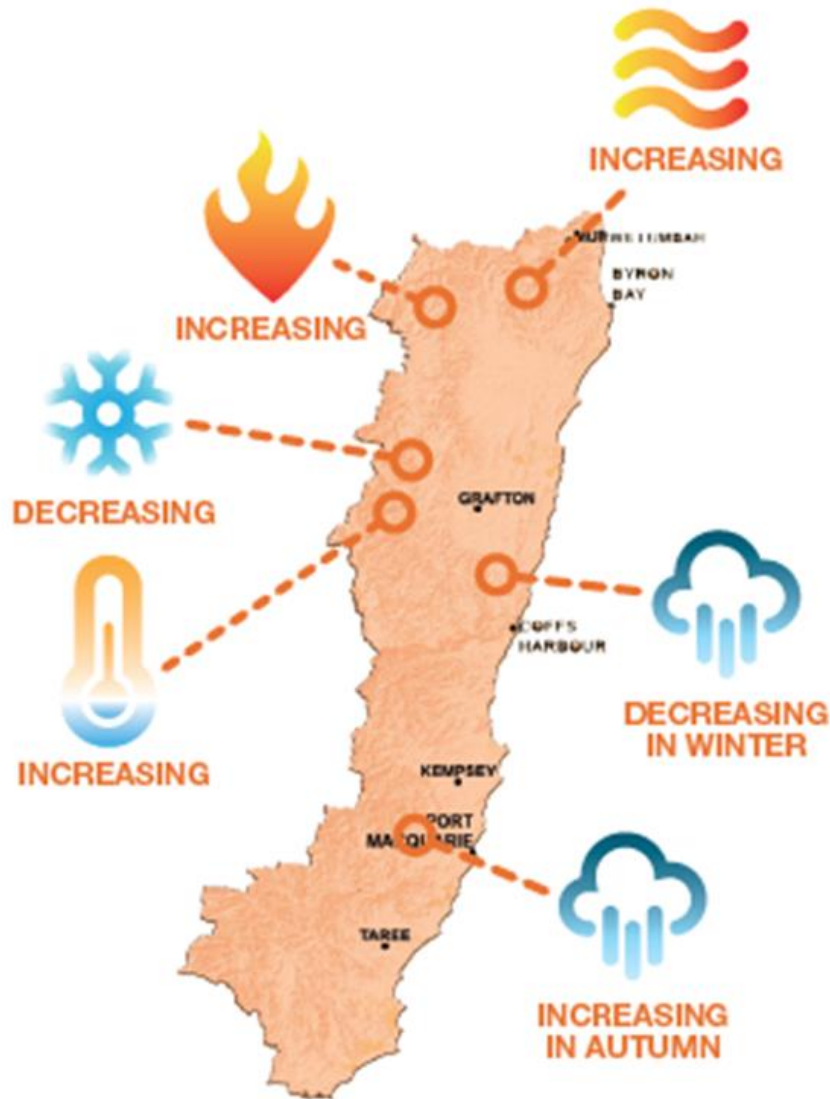 INCREASING
MURWILLUMBAH
INCREASING
BYRON
BAY
DECREASING
GRAFTON
COFFS
HARBOUR
DECREASING
IN WINTER
INCREASING
KEMPSEY
PORT
MACQUARIE
TAREE
INCREASING
IN AUTUMN